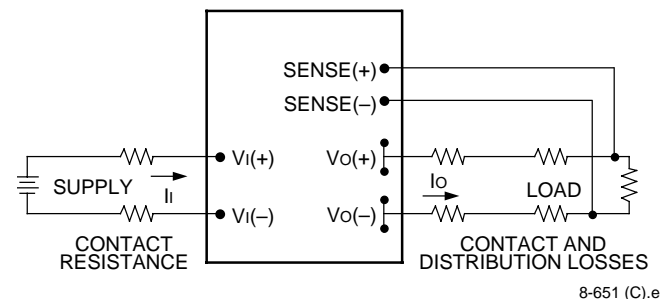 SENSE(+)
SENSE(–)
VI(+)
VO(+)
SUPPLY
II
IO
LOAD
VI(–)
VO(–)
CONTACT
RESISTANCE
CONTACT AND
DISTRIBUTION LOSSES
8-651 (C).e